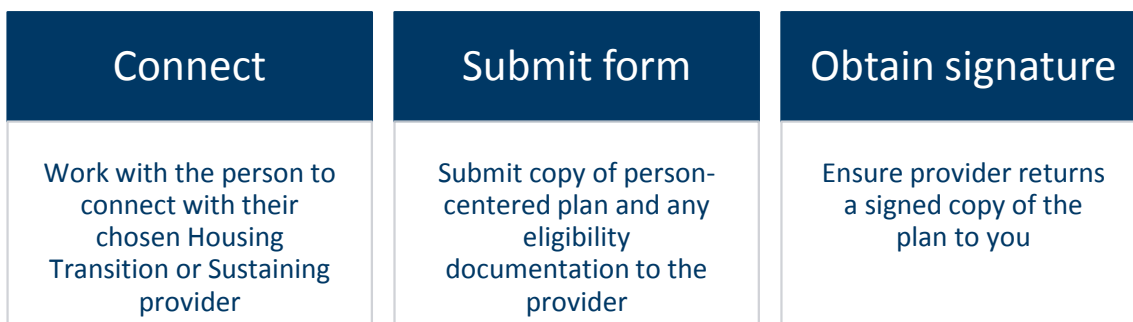 Connect
Work with the person to
connect with their
chosen Housing
Transition or Sustaining
provider
Submit form
Submit copy of person-
centered plan and any
eligibility
documentation to the
provider
Obtain signature
Ensure provider returns
a signed copy of the
plan to you